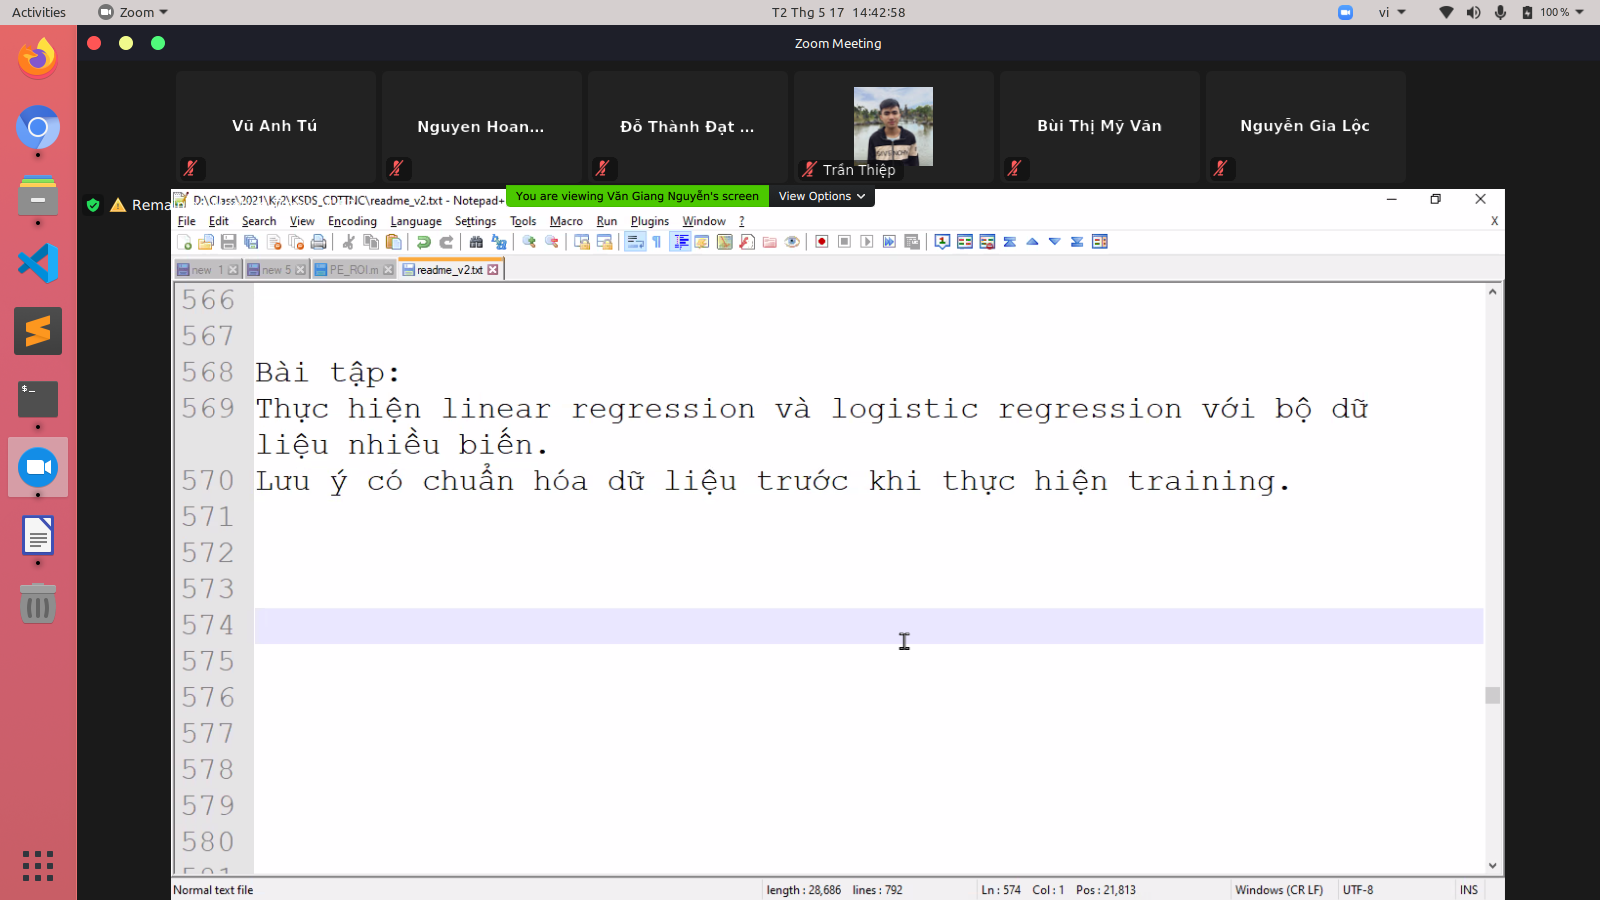 Activities
Zoom
T2 Thg 5 17 14:42:58
vi
100 %
Zoom Meeting
Vũ Anh Tú
Nguyen Hoan...
Đỗ Thành Đạt ...
Trần Thiệp
Bùi Thị Mỹ Vân
Nguyễn Gia Lộc
Rema
D:\Class\2021\Ky2\KSDS_CDTTNC\readme_v2.txt - Notepad+
You are viewing Văn Giang Nguyễn's screen
View Options
File Edit Search View Encoding Language Settings Tools Macro Run Plugins Window ?
X
new 1
new 5
PE_ROI.m
readme_v2.txt
566
567
568 Bài tập:
569 Thực hiện linear regression và logistic regression với bộ dữ
liệu nhiều biến.
570 Lưu ý có chuẩn hóa dữ liệu trước khi thực hiện training.
571
572
573
574
575
576
577
578
579
580
581
Normal text file
length : 28,686 lines : 792
Ln : 574 Col : 1 Pos : 21,813
Windows (CR LF)
UTF-8
INS